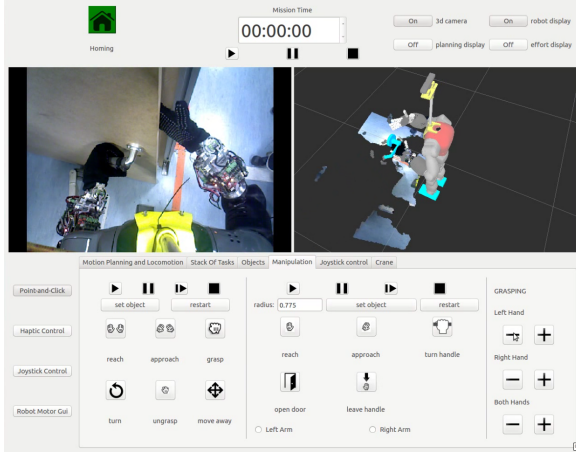 Mission Time
00:00:00
Homing
On 3d camera On robot display
Off planning display Off effort display
Motion Planning and Locomotion Stack Of Tasks Objects Manipulation Joystick control Crane
Point-and-Click
Haptic Control
Joystick Control
Robot Motor Gui
set object restart
reach approach grasp
turn ungrasp move away
radius: 0.775 set object restart
reach approach turn handle
open door leave handle
Left Arm Right Arm
GRASPING
Left Hand
Right Hand
Both Hands